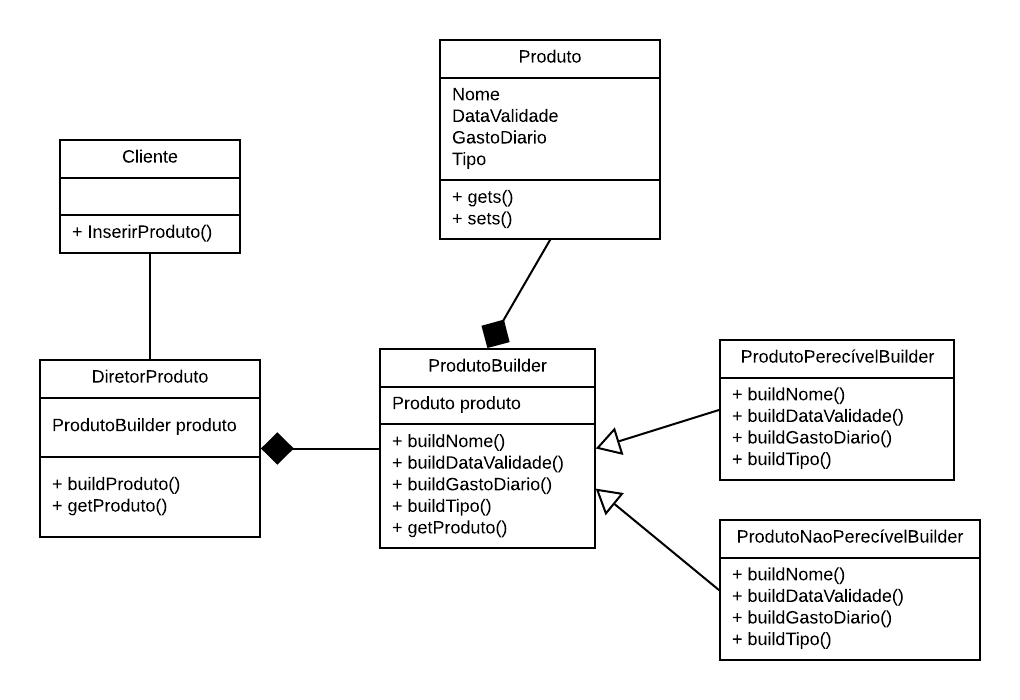 Produto
Nome
DataValidade
GastoDiario
Tipo
+ gets()
+ sets()
Cliente
+ InserirProduto()
DiretorProduto
ProdutoBuilder produto
+ buildProduto()
+ getProduto()
ProdutoBuilder
Produto produto
+ buildNome()
+ buildDataValidade()
+ buildGastoDiario()
+ buildTipo()
+ getProduto()
ProdutoPerecívelBuilder
+ buildNome()
+ buildDataValidade()
+ buildGastoDiario()
+ buildTipo()
ProdutoNaoPerecívelBuilder
+ buildNome()
+ buildDataValidade()
+ buildGastoDiario()
+ buildTipo()